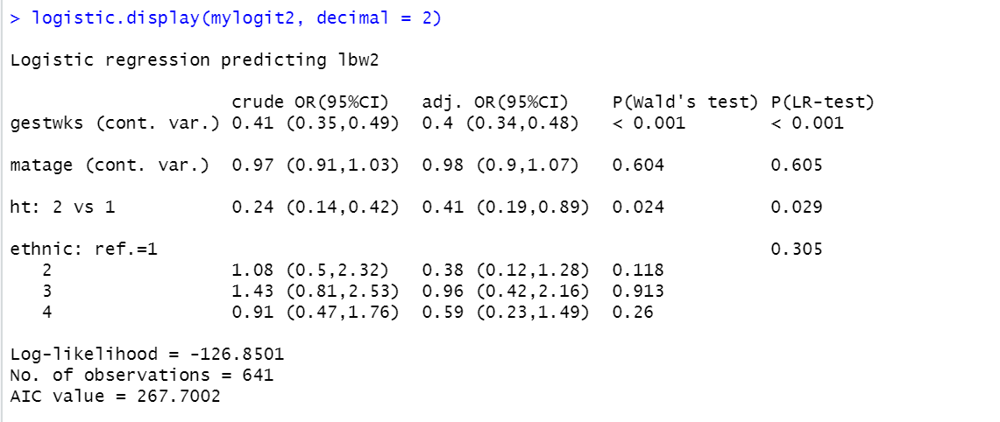 > logistic.display(mylogit2, decimal = 2)
Logistic regression predicting lbw2
crude OR(95%CI) adj. OR(95%CI) P(Wald's test) P(LR-test)
gestwks (cont. var.) 0.41 (0.35,0.49) 0.4 (0.34,0.48) < 0.001 < 0.001
matage (cont. var.) 0.97 (0.91,1.03) 0.98 (0.9,1.07) 0.604 0.605
ht: 2 vs 1 0.24 (0.14,0.42) 0.41 (0.19,0.89) 0.024 0.029
ethnic: ref.=1 0.305
2 1.08 (0.5,2.32) 0.38 (0.12,1.28) 0.118
3 1.43 (0.81,2.53) 0.96 (0.42,2.16) 0.913
4 0.91 (0.47,1.76) 0.59 (0.23,1.49) 0.26
Log-likelihood = -126.8501
No. of observations = 641
AIC value = 267.7002